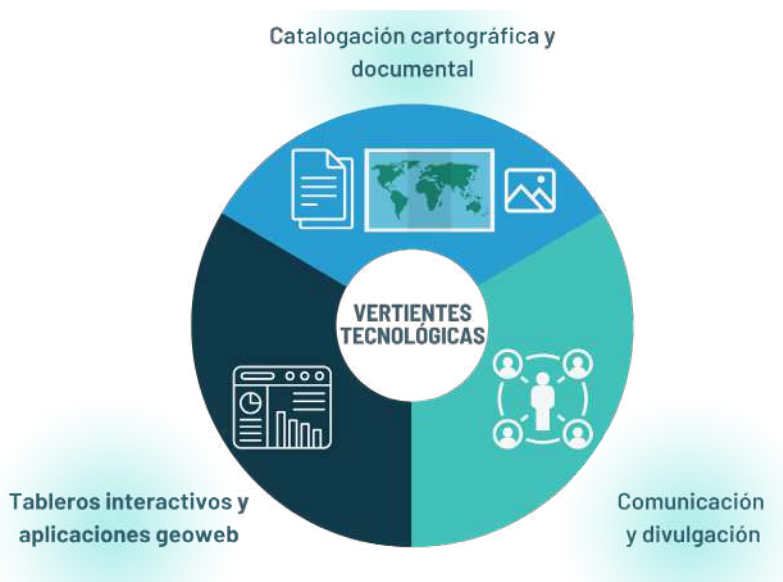 Catalogación cartográfica y
documental
VERTIENTES
TECNOLÓGICAS
Tableros interactivos y
aplicaciones geoweb
Comunicación
y divulgación